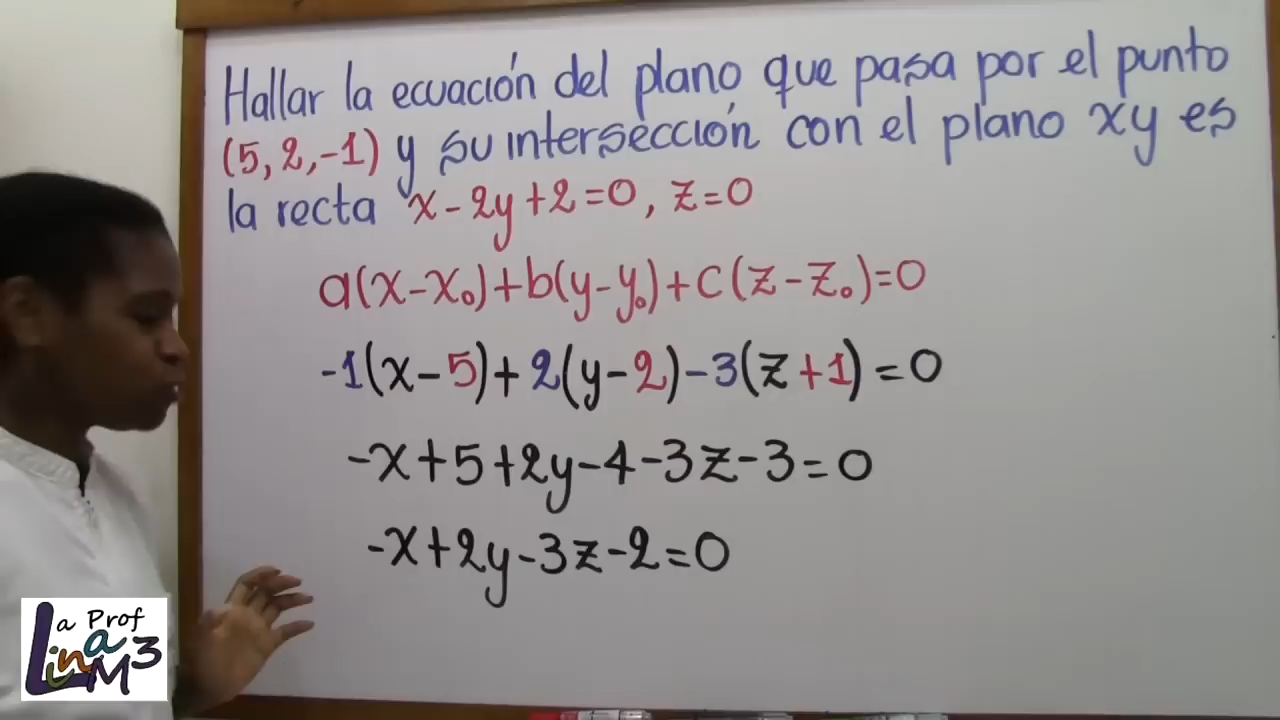 Hallar la ecuación del plano que pasa por el punto
(5, 2, -1) y su intersección con el plano xy es
la recta x - 2y + 2 = 0, z = 0
a(x - x₀) + b(y - y₀) + c(z - z₀) = 0
-1(x - 5) + 2(y - 2) - 3(z + 1) = 0
-x + 5 + 2y - 4 - 3z - 3 = 0
-x + 2y - 3z - 2 = 0
La Prof
Lina M3